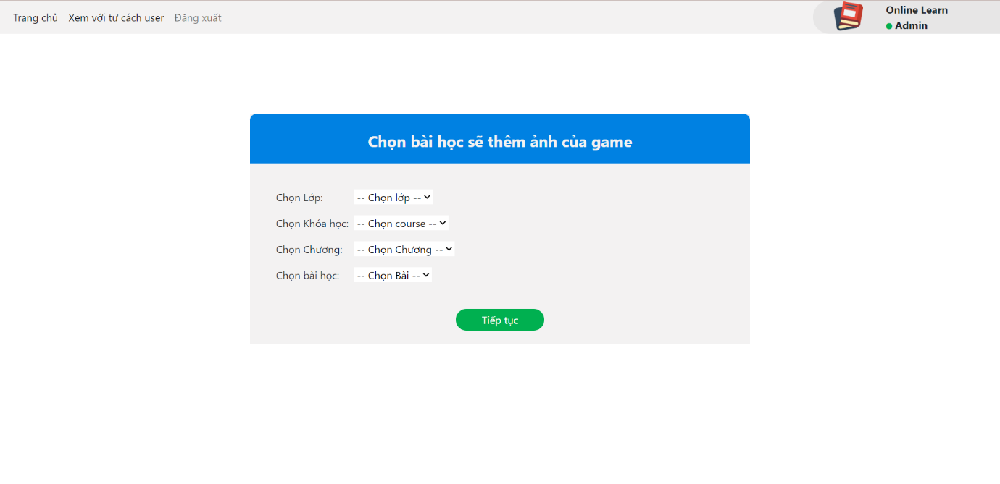 Trang chủ Xem với tư cách user Đăng xuất
Online Learn
Admin
Chọn bài học sẽ thêm ảnh của game
Chọn Lớp: -- Chọn lớp --
Chọn Khóa học: -- Chọn course --
Chọn Chương: -- Chọn Chương --
Chọn bài học: -- Chọn Bài --
Tiếp tục